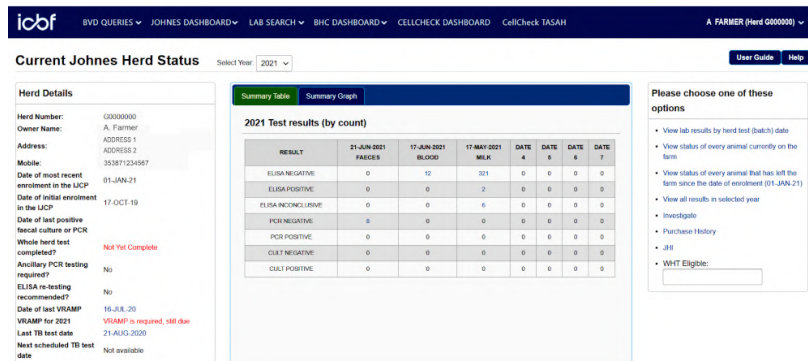 icbf
BVD QUERIES JOHNES DASHBOARD LAB SEARCH BHC DASHBOARD CELLCHECK DASHBOARD CellCheck TASAH A FARMER (Herd G000000)
Current Johnes Herd Status Select Year: 2021 User Guide Help
Herd Details
Herd Number: G0000000
Owner Name: A. Farmer
Address: ADDRESS 1
ADDRESS 2
Mobile: 353871234567
Date of most recent
enrolment in the IJCP 01-JAN-21
Date of initial enrolment
in the IJCP 17-OCT-19
Date of last positive
faecal culture or PCR
Whole herd test
completed? Not Yet Complete
Ancillary PCR testing
required? No
ELISA re-testing
recommended? No
Date of last VRAMP 16-JUL-20
VRAMP for 2021 VRAMP is required, still due
Last TB test date 21-AUG-2020
Next scheduled TB test
date Not available
Summary Table Summary Graph
2021 Test results (by count)
RESULT 21-JUN-2021 FAECES 17-JUN-2021 BLOOD 17-MAY-2021 MILK DATE 4 DATE 5 DATE 6 DATE 7
ELISA NEGATIVE 0 12 321 0 0 0 0
ELISA POSITIVE 0 0 2 0 0 0 0
ELISA INCONCLUSIVE 0 0 6 0 0 0 0
PCR NEGATIVE 8 0 0 0 0 0 0
PCR POSITIVE 0 0 0 0 0 0 0
CULT NEGATIVE 0 0 0 0 0 0 0
CULT POSITIVE 0 0 0 0 0 0 0
Please choose one of these
options
View lab results by herd test (batch) date
View status of every animal currently on the
farm
View status of every animal that has left the
farm since the date of enrolment (01-JAN-21)
View all results in selected year
Investigate
Purchase History
JHI
WHT Eligible: